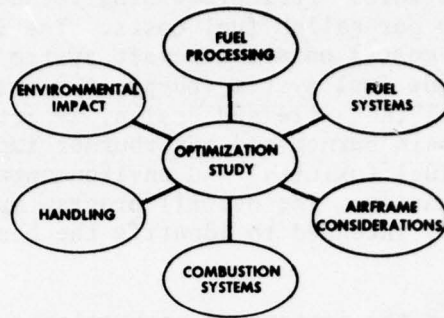 FUEL
PROCESSING
ENVIRONMENTAL
IMPACT
FUEL
SYSTEMS
OPTIMIZATION
STUDY
HANDLING
AIRFRAME
CONSIDERATIONS
COMBUSTION
SYSTEMS